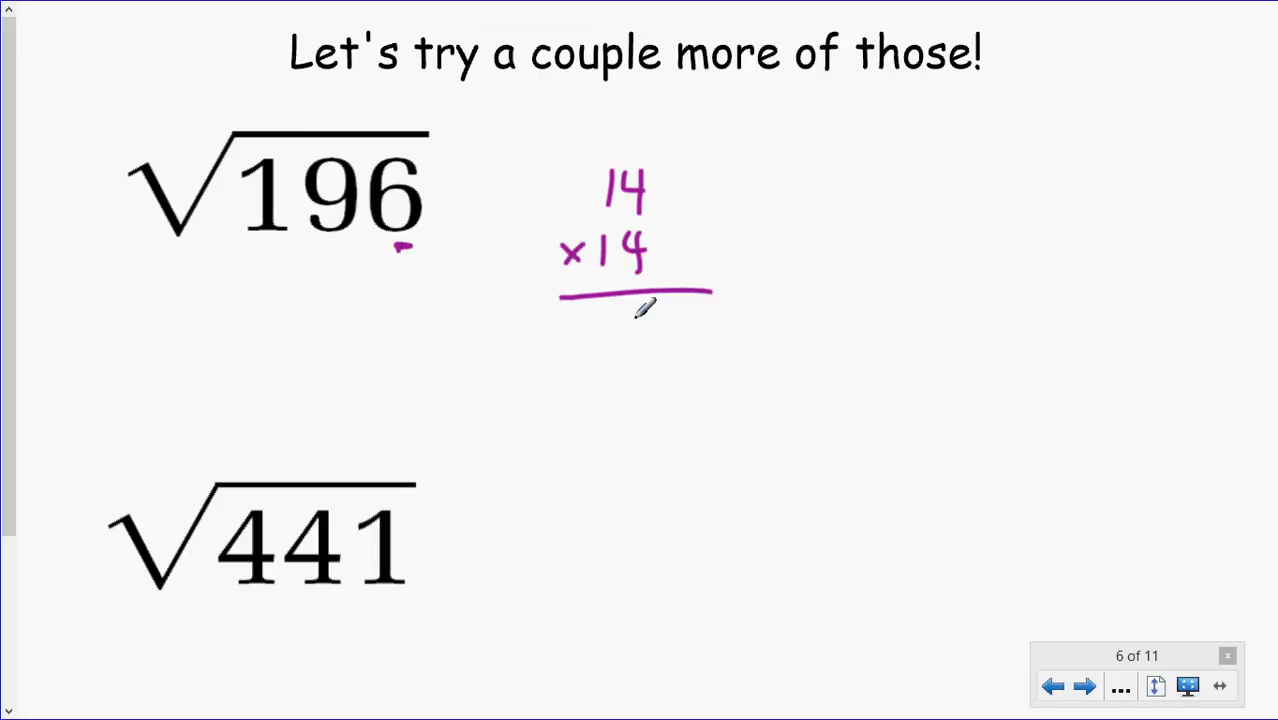 Let's try a couple more of those!
√196
14
×14
√441
6 of 11